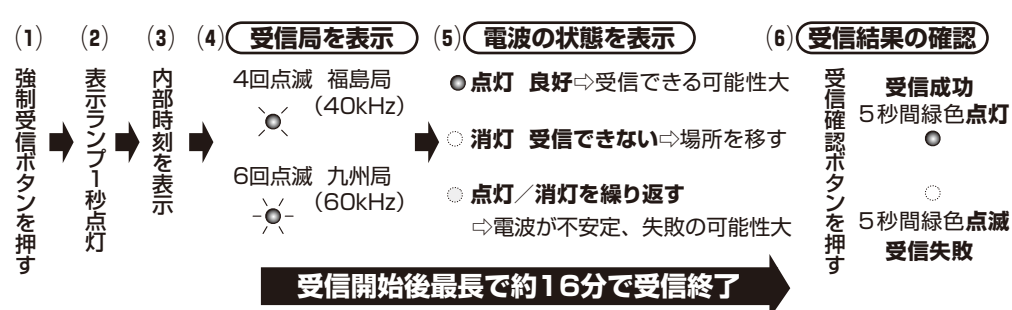 (1)
強制受信ボタンを押す
(2)
表示ランプ1秒点灯
(3)
内部時刻を表示
(4) 受信局を表示
4回点滅 福島局
(40kHz)
6回点滅 九州局
(60kHz)
(5) 電波の状態を表示
点灯 良好⇨受信できる可能性大
消灯 受信できない⇨場所を移す
点灯／消灯を繰り返す
⇨電波が不安定、失敗の可能性大
(6) 受信結果の確認
受信確認ボタンを押す
受信成功
5秒間緑色点灯
5秒間緑色点滅
受信失敗
受信開始後最長で約16分で受信終了